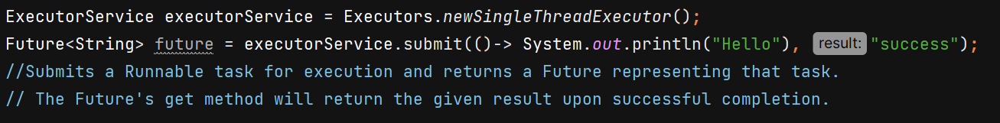 ExecutorService executorService = Executors.newSingleThreadExecutor();
Future<String> future = executorService.submit(()-> System.out.println("Hello"), result: "success");
//Submits a Runnable task for execution and returns a Future representing that task.
// The Future's get method will return the given result upon successful completion.